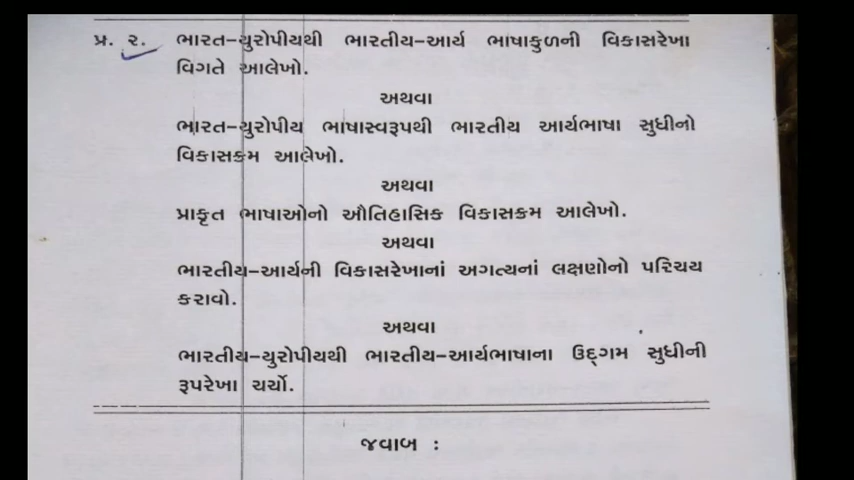 પ્ર. ૨. ભારત-યુરોપીયથી ભારતીય-આર્ય ભાષાકુળની વિકાસરેખા
વિગતે આલેખો.
અથવા
ભારત-યુરોપીય ભાષાસ્વરૂપથી ભારતીય આર્યભાષા સુધીનો
વિકાસક્રમ આલેખો.
અથવા
પ્રાકૃત ભાષાઓનો ઐતિહાસિક વિકાસક્રમ આલેખો.
અથવા
ભારતીય-આર્યની વિકાસરેખાનાં અગત્યનાં લક્ષણોનો પરિચય
કરાવો.
અથવા
ભારતીય-યુરોપીયથી ભારતીય-આર્યભાષાના ઉદ્ગમ સુધીની
રૂપરેખા ચર્ચો.
જવાબ :